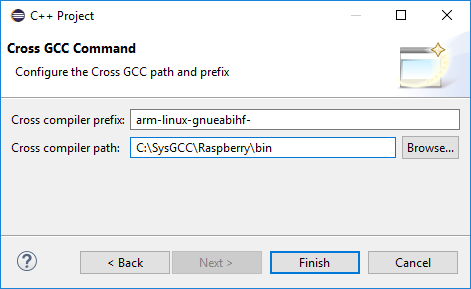 C++ Project
Cross GCC Command
Configure the Cross GCC path and prefix
Cross compiler prefix: arm-linux-gnueabihf-
Cross compiler path: C:\SysGCC\Raspberry\bin Browse...
? < Back Next > Finish Cancel